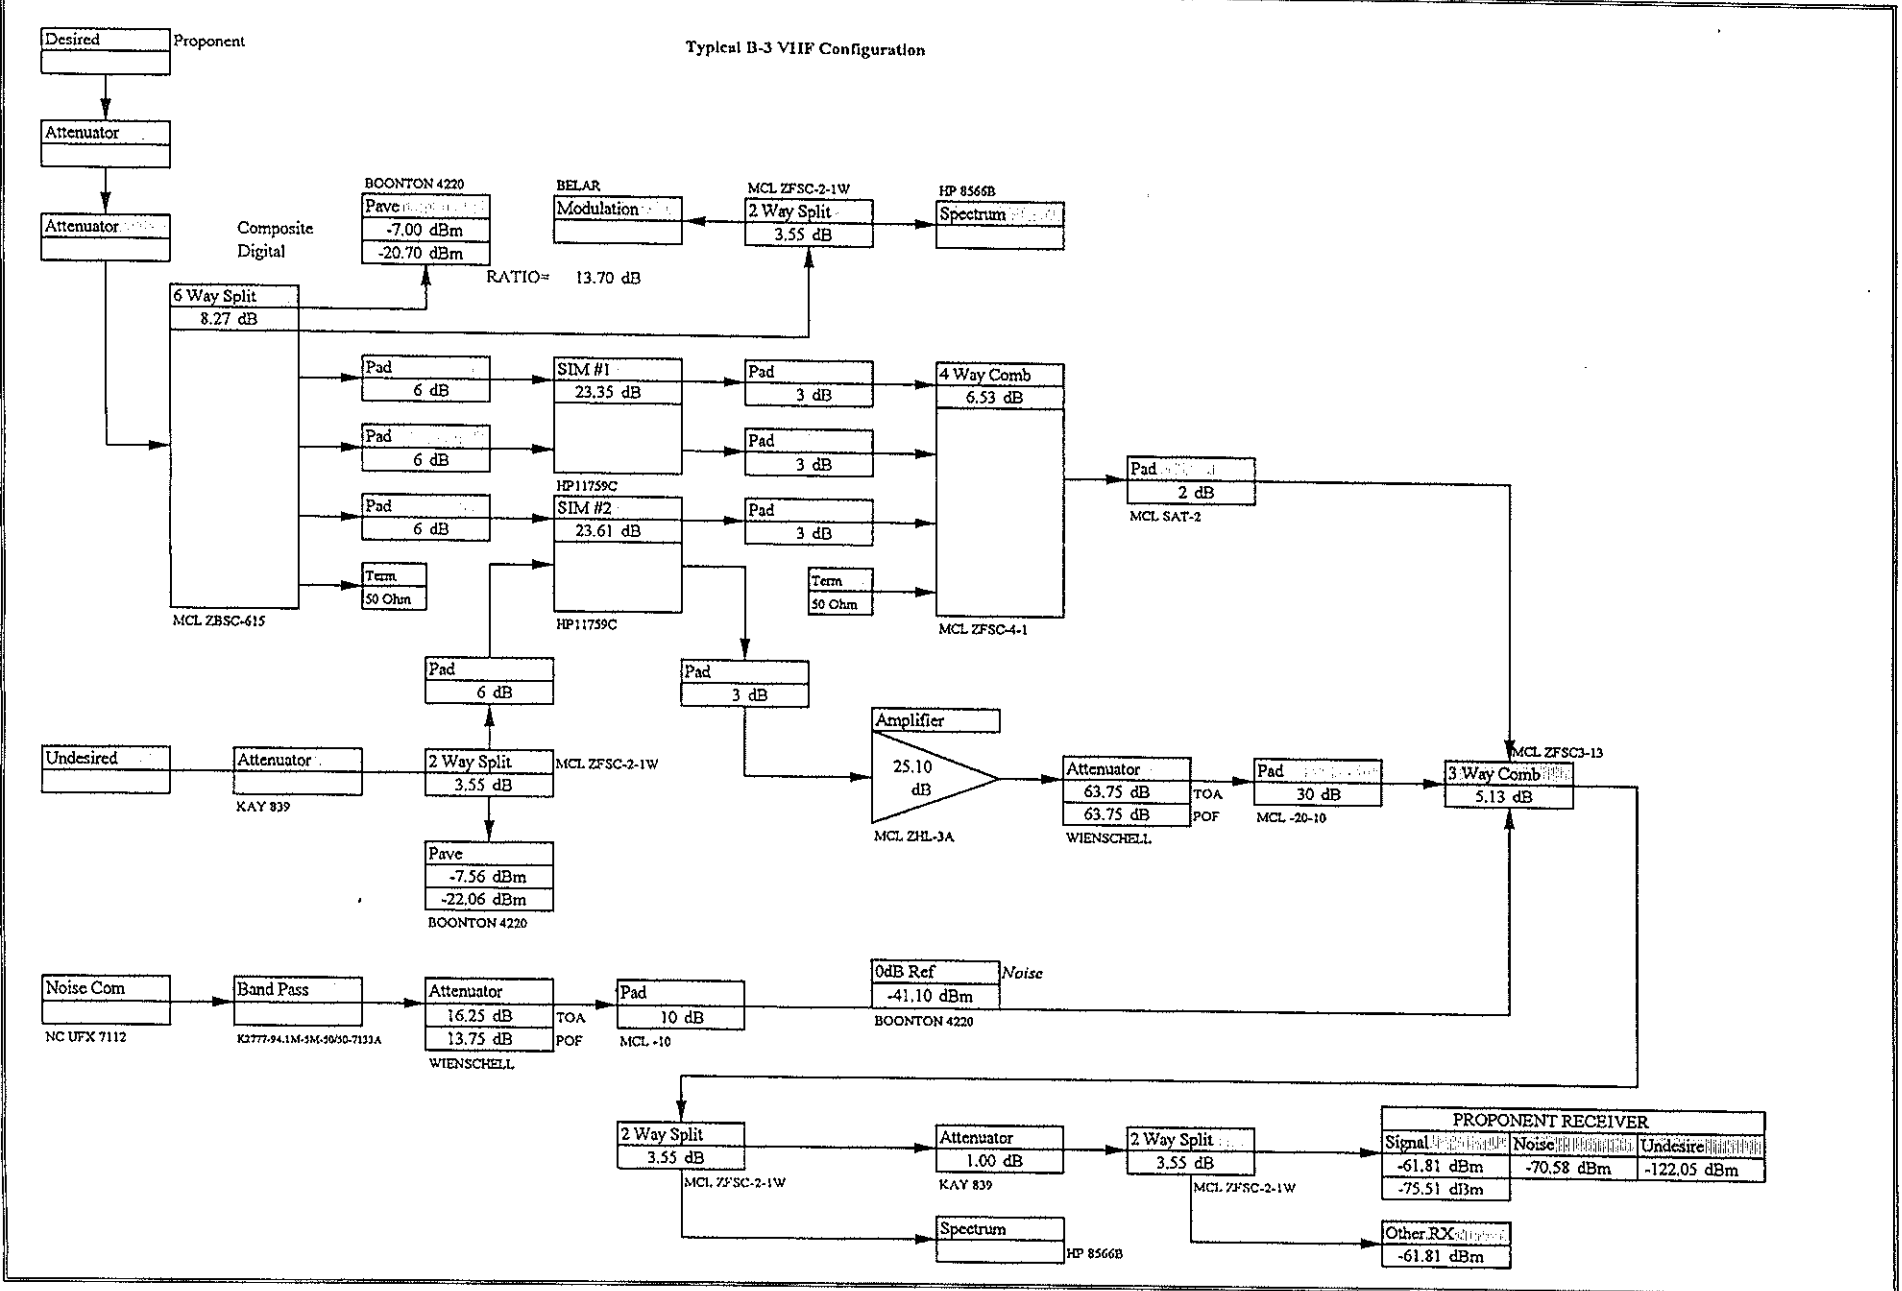 Typical B-3 VHF Configuration
Desired
Proponent
Attenuator
Attenuator
Composite
Digital
BOONTON 4220
Pave
-7.00 dBm
-20.70 dBm
RATIO= 13.70 dB
BELAR
Modulation
MCL ZFSC-2-1W
2 Way Split
3.55 dB
HP 8566B
Spectrum
6 Way Split
8.27 dB
MCL ZBSC-615
Pad
6 dB
Pad
6 dB
Pad
6 dB
Term
50 Ohm
SIM #1
23.35 dB
HP11759C
SIM #2
23.61 dB
HP11759C
Pad
3 dB
Pad
3 dB
Pad
3 dB
Term
50 Ohm
4 Way Comb
6.53 dB
MCL ZFSC-4-1
Pad
2 dB
MCL SAT-2
Pad
6 dB
Pad
3 dB
Undesired
Attenuator
KAY 839
2 Way Split
3.55 dB
MCL ZFSC-2-1W
Pave
-7.56 dBm
-22.06 dBm
BOONTON 4220
Amplifier
25.10
dB
MCL ZHL-3A
Attenuator
63.75 dB TOA
63.75 dB POF
WIENSCHELL
Pad
30 dB
MCL -20-10
MCL ZFSC3-13
3 Way Comb
5.13 dB
Noise Com
NC UFX 7112
Band Pass
K2777-94.1M-5M-50/50-7133A
Attenuator
16.25 dB TOA
13.75 dB POF
WIENSCHELL
Pad
10 dB
MCL -10
0dB Ref
Noise
-41.10 dBm
BOONTON 4220
2 Way Split
3.55 dB
MCL ZFSC-2-1W
Attenuator
1.00 dB
KAY 839
2 Way Split
3.55 dB
MCL ZFSC-2-1W
PROPONENT RECEIVER
Signal Noise Undesire
-61.81 dBm -70.58 dBm -122.05 dBm
-75.51 dBm
Spectrum
HP 8566B
Other RX
-61.81 dBm